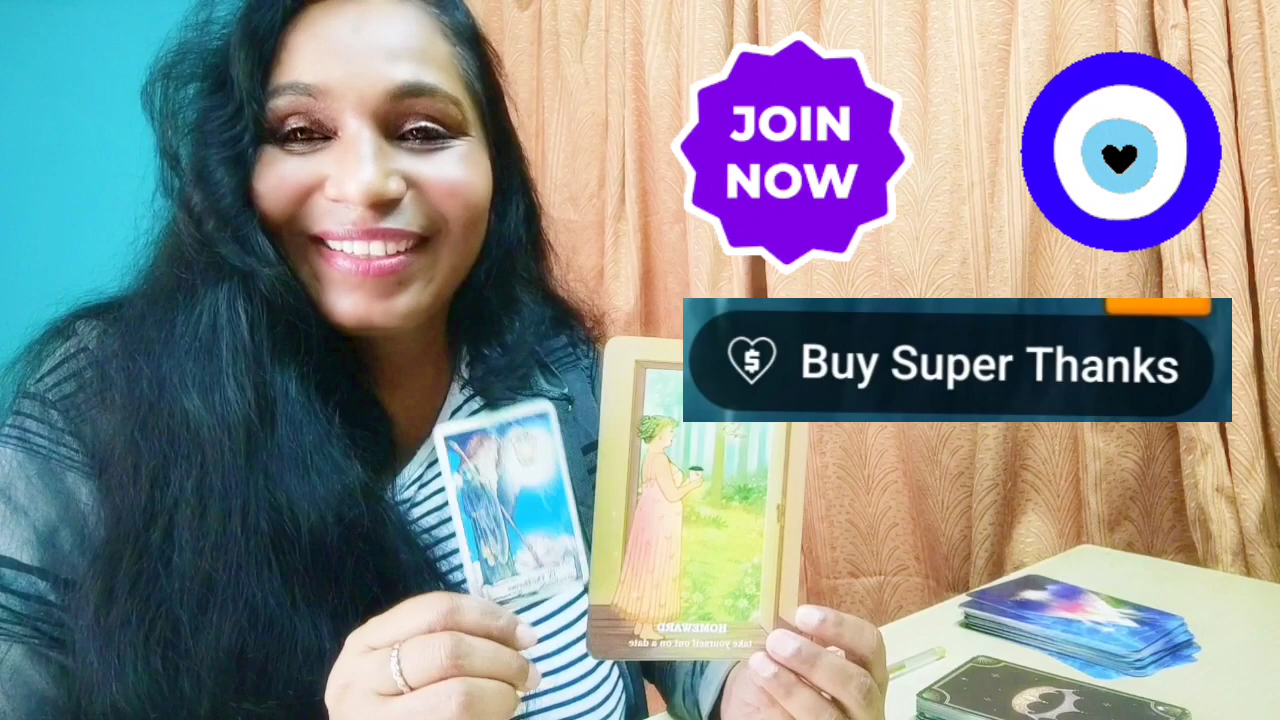 JOIN
NOW
$ Buy Super Thanks
HOMEWARD
take yourself out on a date